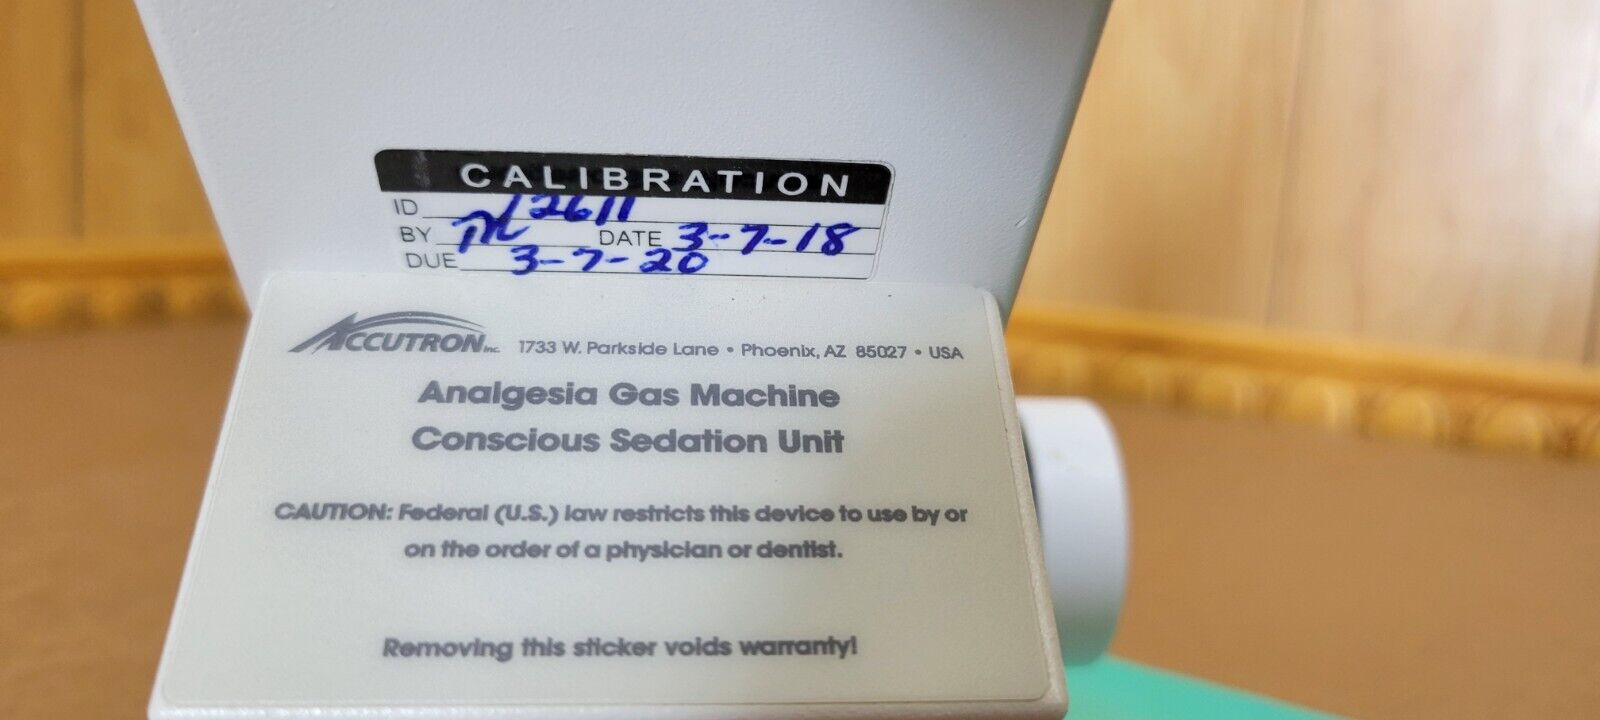 CALIBRATION
ID 12611
BY DATE 3-7-18
DUE 3-7-20
ACCUTRON INC. 1733 W. Parkside Lane • Phoenix, AZ 85027 • USA
Analgesia Gas Machine
Conscious Sedation Unit
CAUTION: Federal (U.S.) law restricts this device to use by or
on the order of a physician or dentist.
Removing this sticker voids warranty!